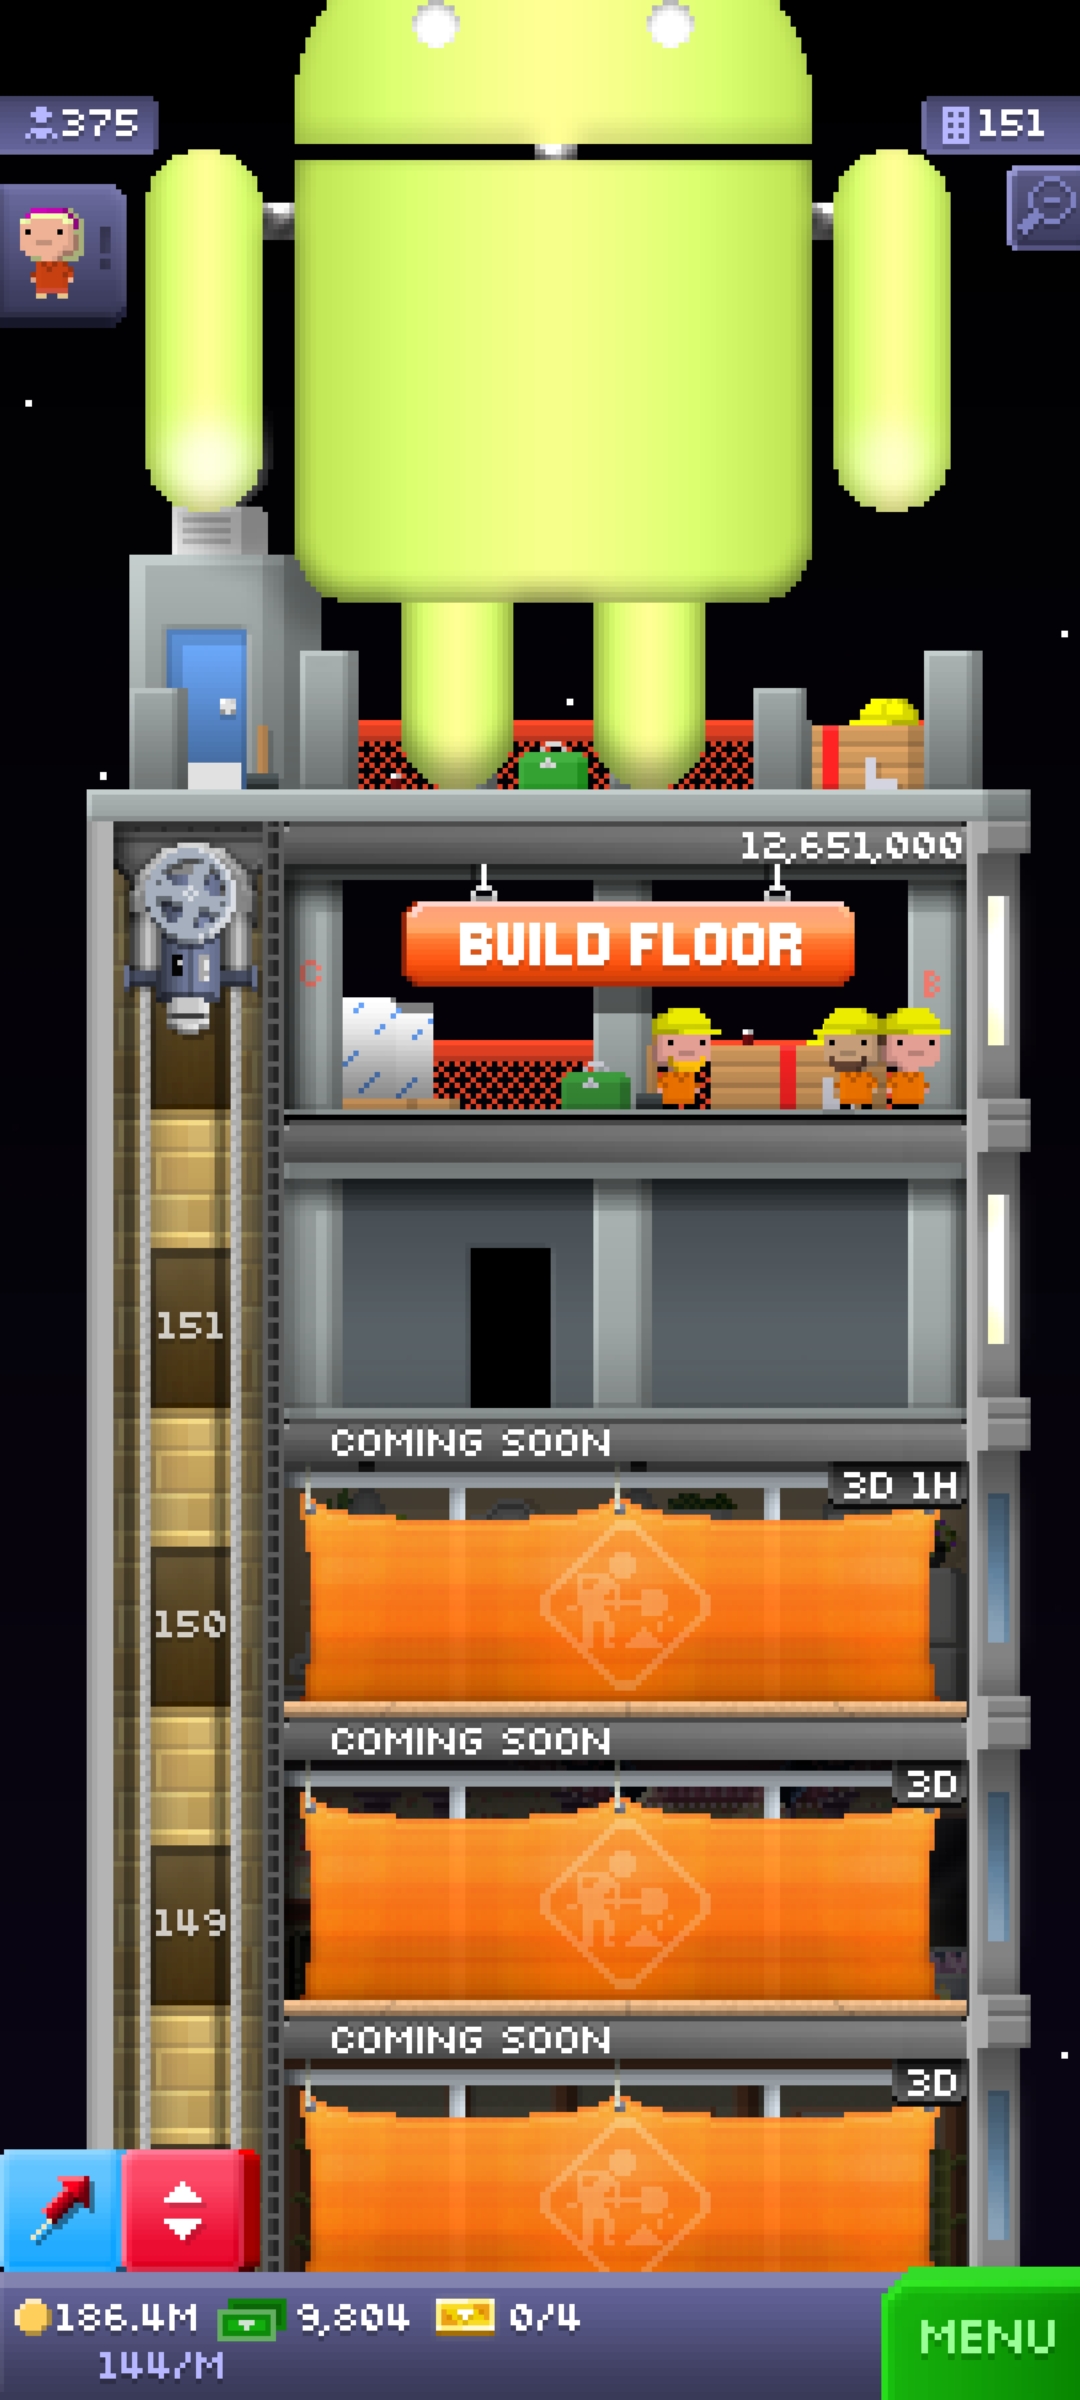 375
151
!
12,651,000
BUILD FLOOR
C
B
151
COMING SOON
3D 1H
150
COMING SOON
3D
149
COMING SOON
3D
186.4M 9,804 0/4
144/M
MENU